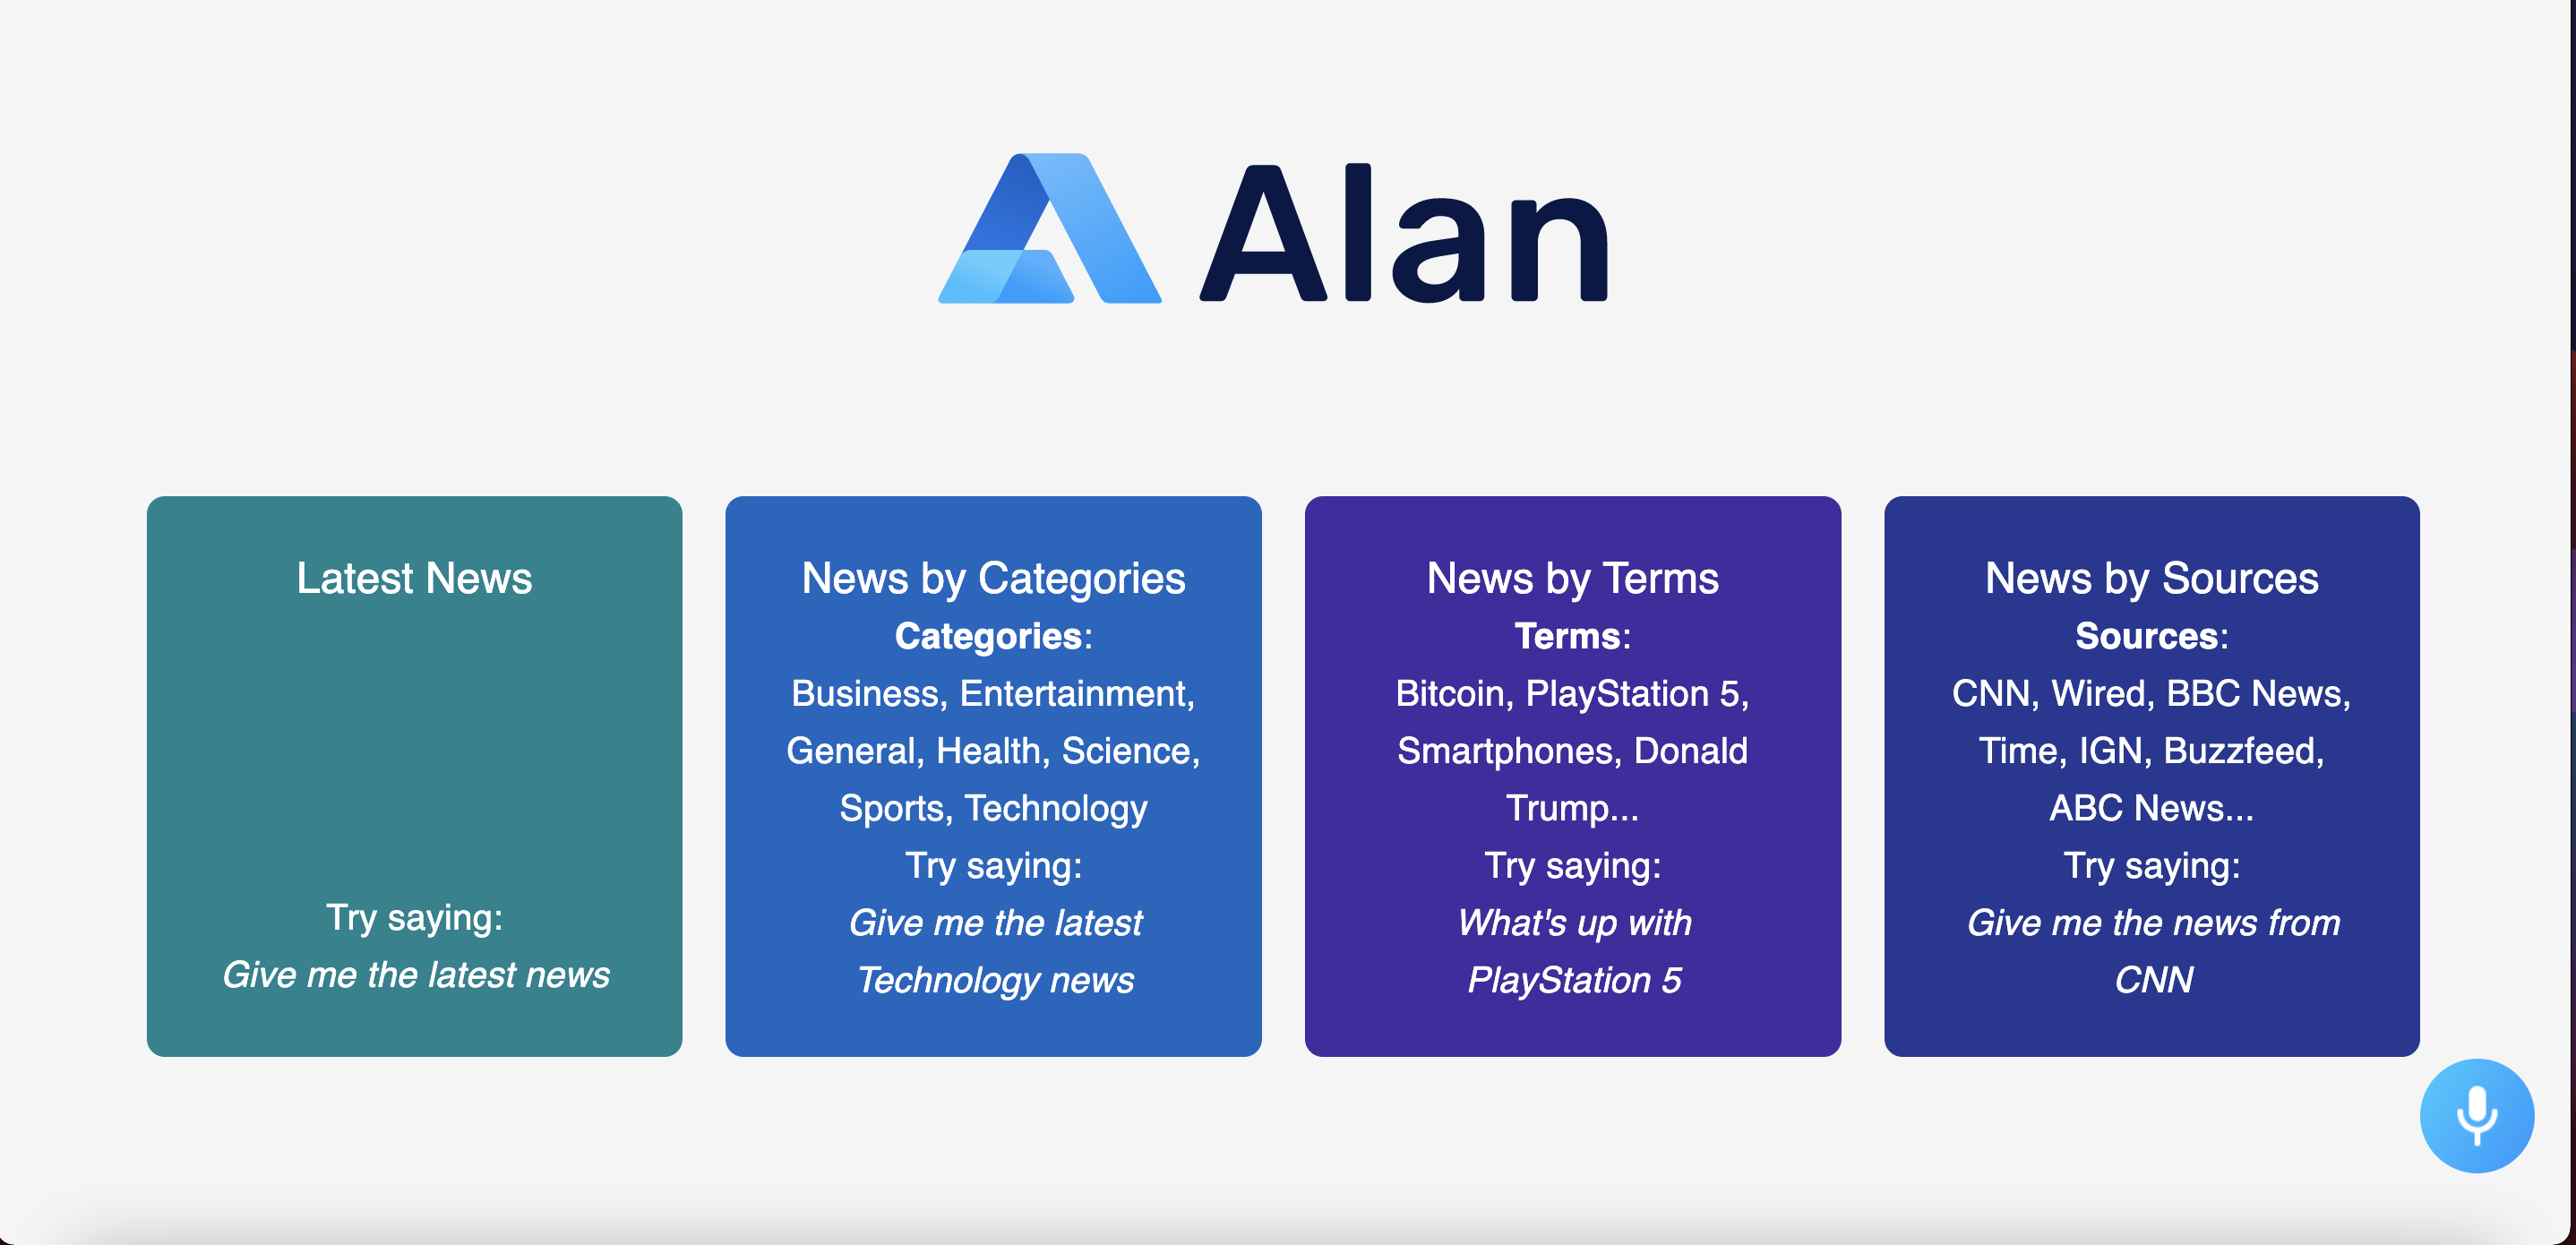 Alan
Latest News
Try saying:
Give me the latest news
News by Categories
Categories:
Business, Entertainment,
General, Health, Science,
Sports, Technology
Try saying:
Give me the latest
Technology news
News by Terms
Terms:
Bitcoin, PlayStation 5,
Smartphones, Donald
Trump...
Try saying:
What's up with
PlayStation 5
News by Sources
Sources:
CNN, Wired, BBC News,
Time, IGN, Buzzfeed,
ABC News...
Try saying:
Give me the news from
CNN